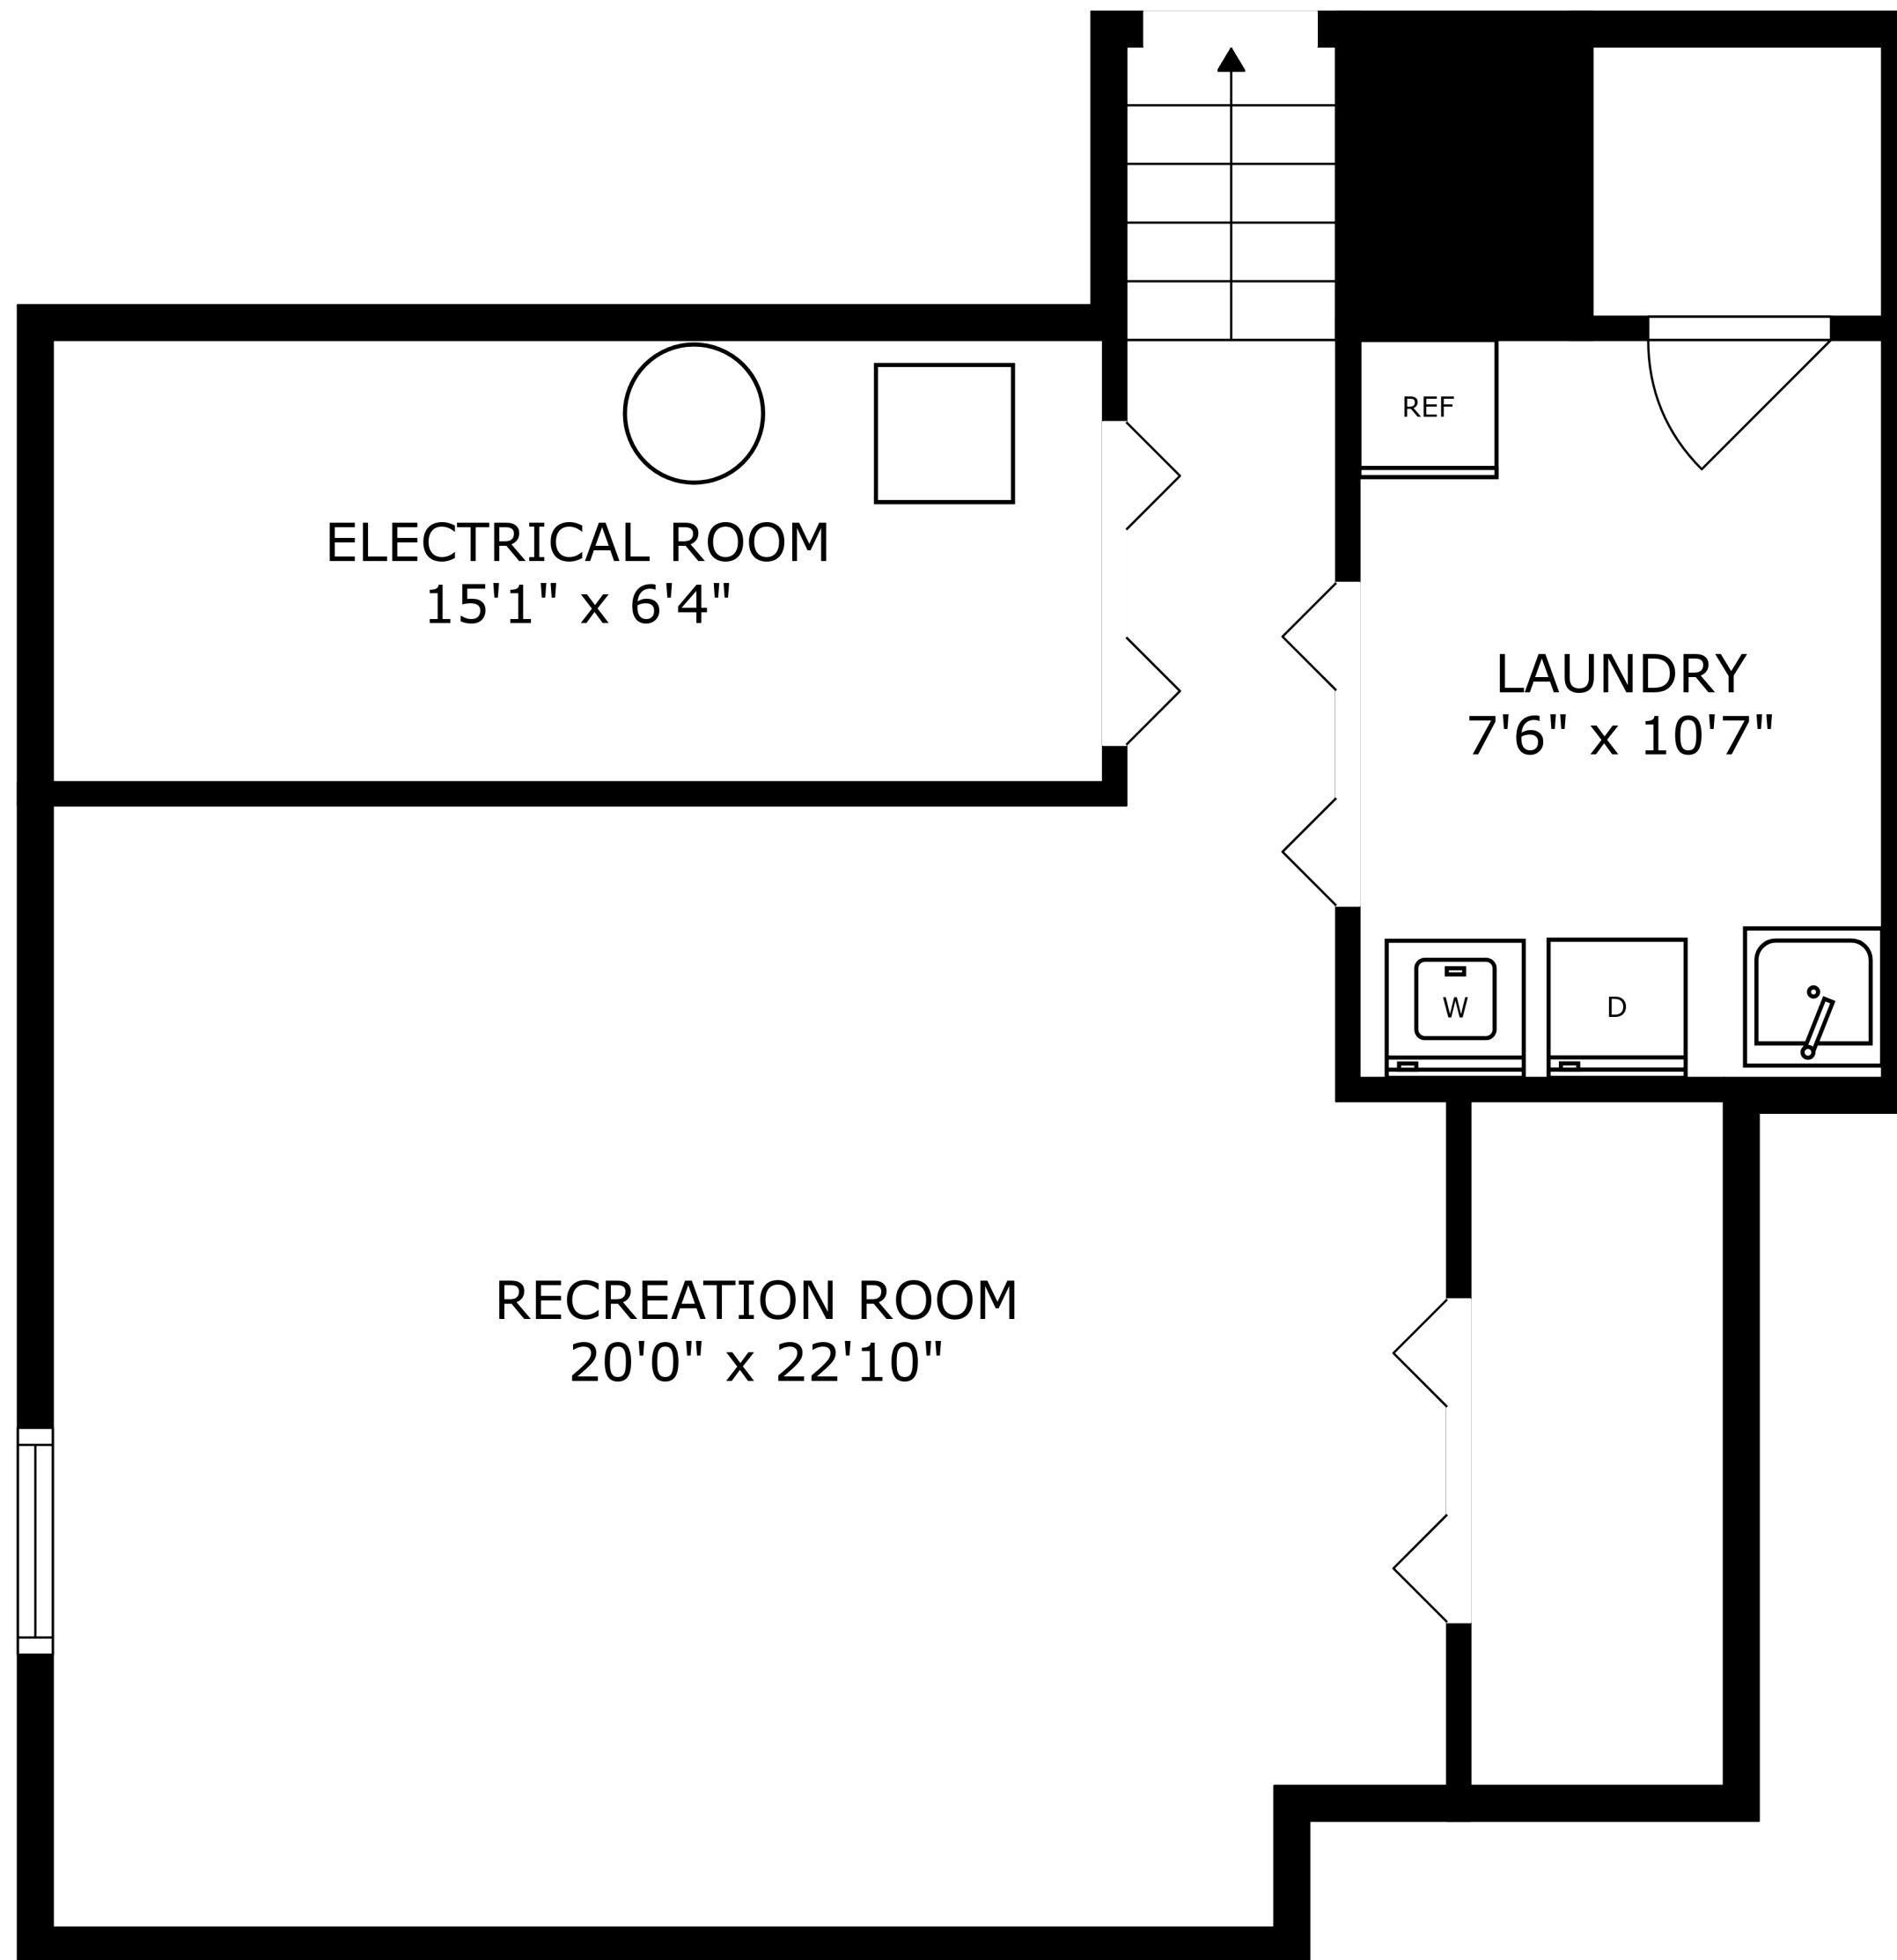 REF
ELECTRICAL ROOM
15'1" x 6'4"
LAUNDRY
7'6" x 10'7"
W
D
RECREATION ROOM
20'0" x 22'10"